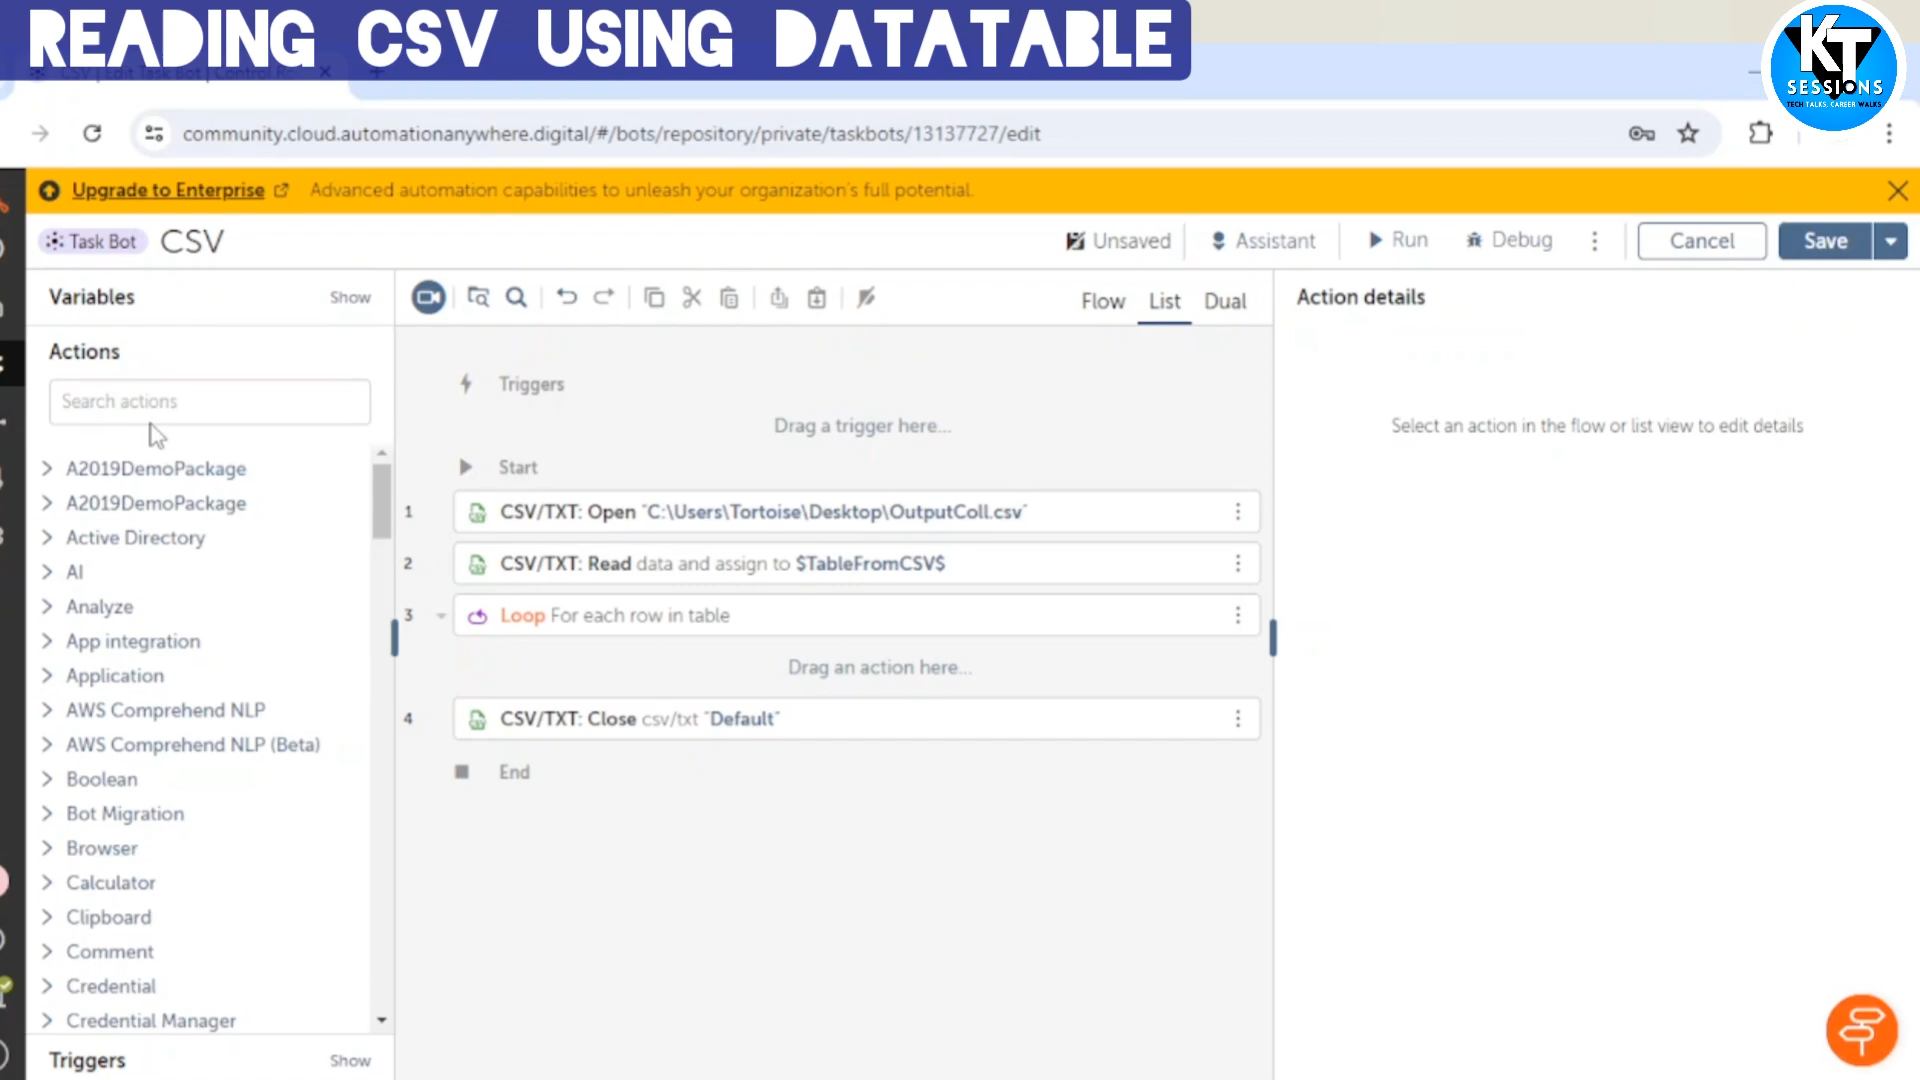 READING CSV USING DATATABLE
KT
SESSIONS
TECH TALKS, CAREER WALKS
community.cloud.automationanywhere.digital/#/bots/repository/private/taskbots/13137727/edit
Upgrade to Enterprise Advanced automation capabilities to unleash your organization's full potential.
Task Bot CSV Unsaved Assistant Run Debug Cancel Save
Variables Show
Flow List Dual
Action details
Actions
Search actions
A2019DemoPackage
A2019DemoPackage
Active Directory
AI
Analyze
App integration
Application
AWS Comprehend NLP
AWS Comprehend NLP (Beta)
Boolean
Bot Migration
Browser
Calculator
Clipboard
Comment
Credential
Credential Manager
Triggers Show
Triggers
Drag a trigger here...
Start
1 CSV/TXT: Open "C:\Users\Tortoise\Desktop\OutputColl.csv"
2 CSV/TXT: Read data and assign to $TableFromCSV$
3 Loop For each row in table
Drag an action here...
4 CSV/TXT: Close csv/txt "Default"
End
Select an action in the flow or list view to edit details